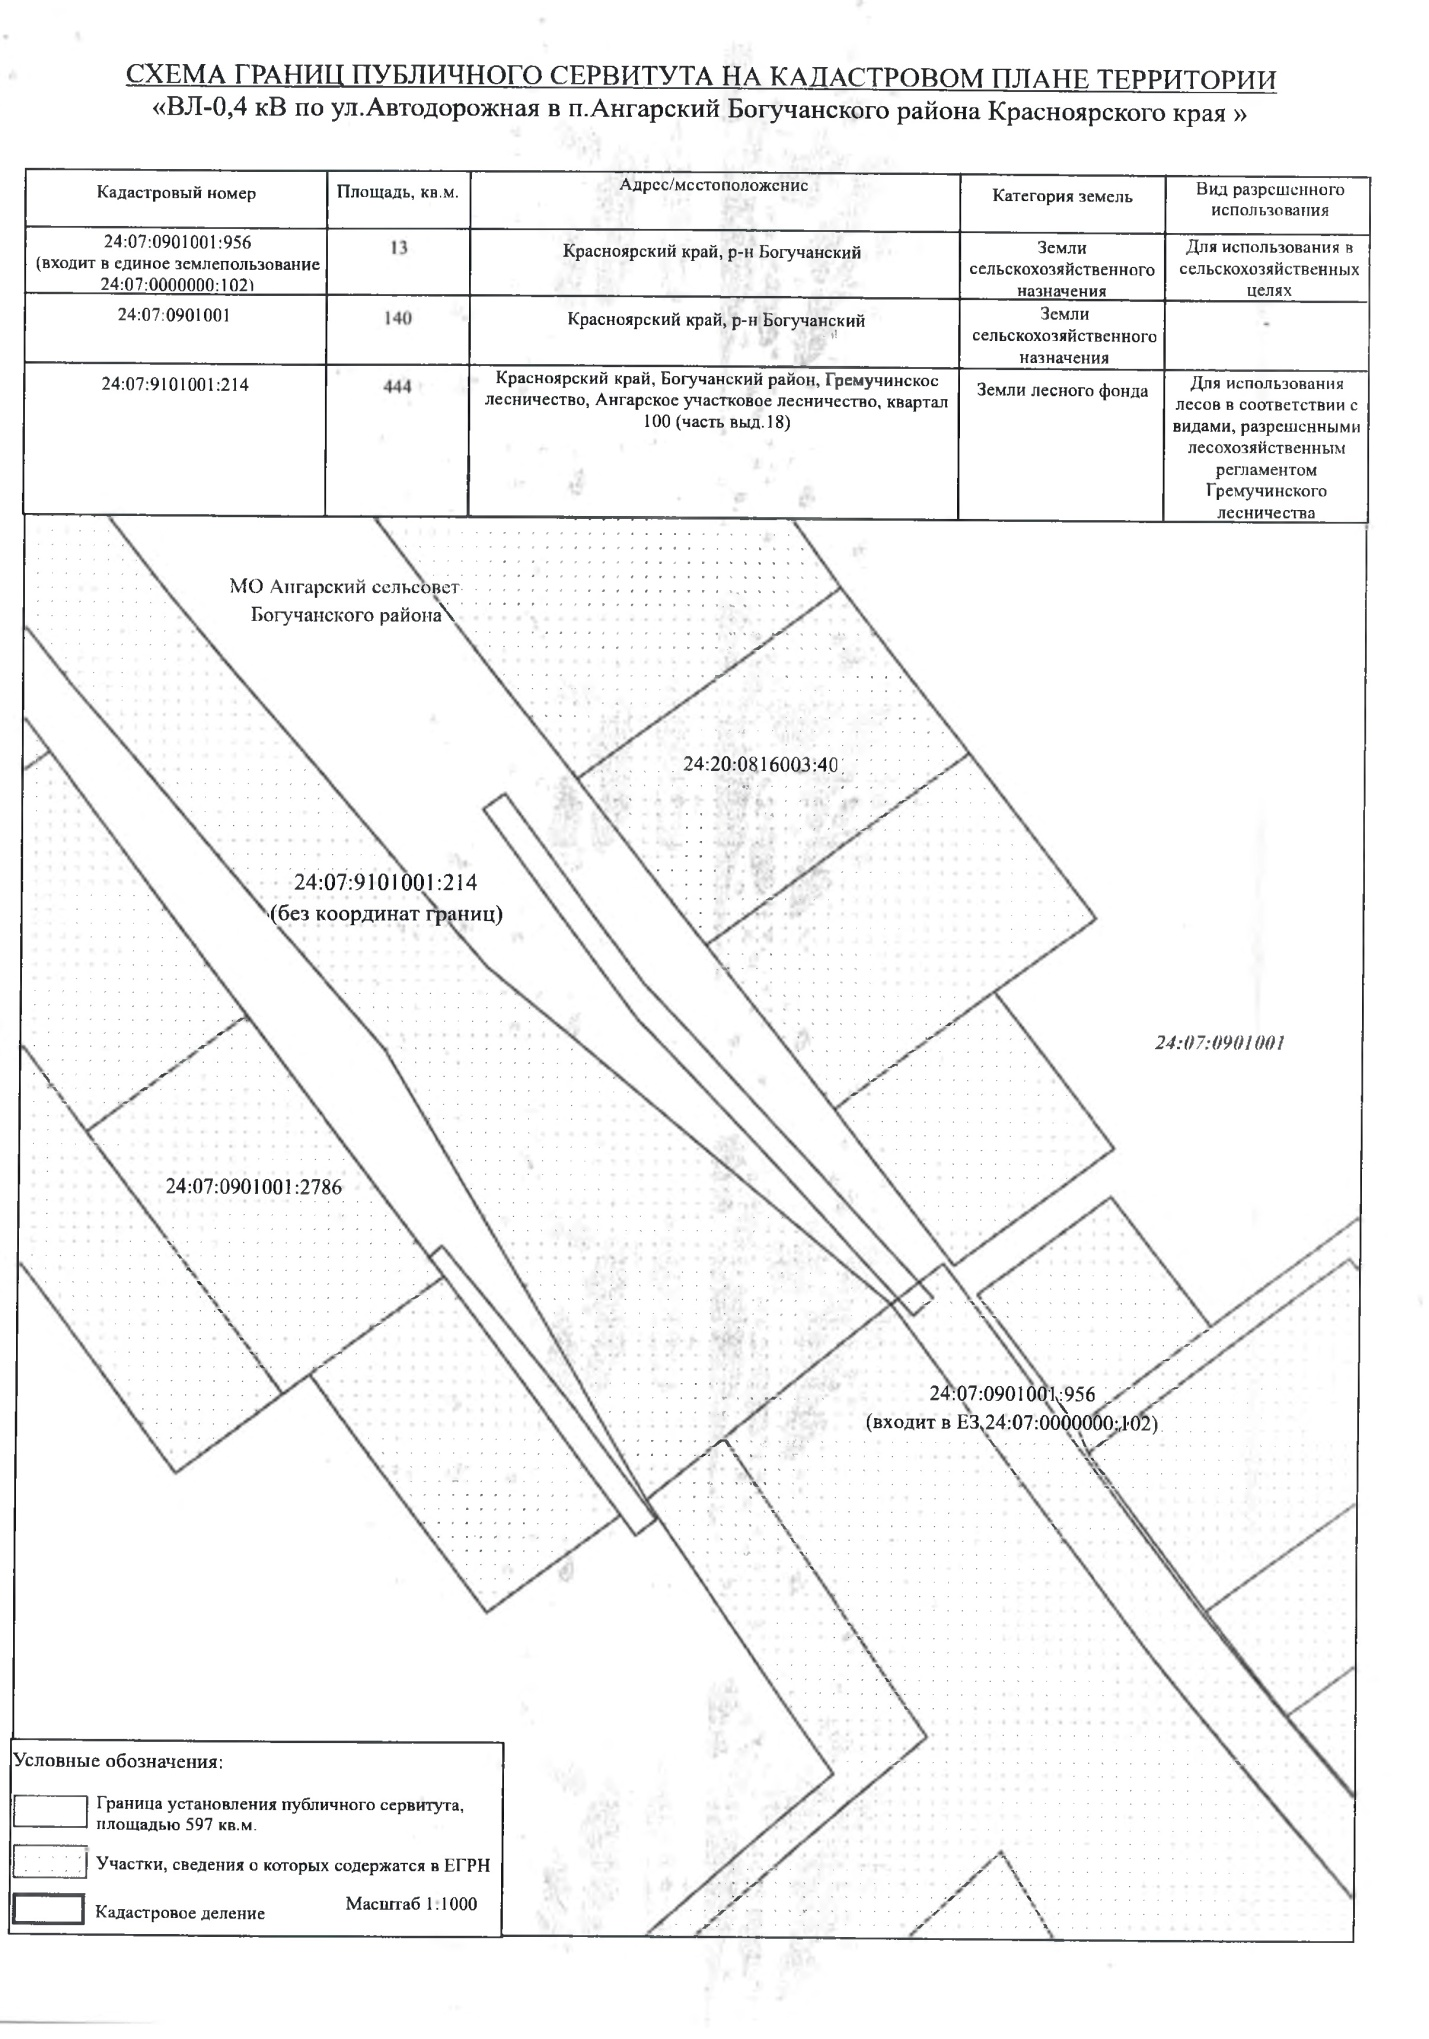 СХЕМА ГРАНИЦ ПУБЛИЧНОГО СЕРВИТУТА НА КАДАСТРОВОМ ПЛАНЕ ТЕРРИТОРИИ
«ВЛ-0,4 кВ по ул.Автодорожная в п.Ангарский Богучанского района Красноярского края »
Кадастровый номер
Площадь, кв.м.
Адрес/местоположение
Категория земель
Вид разрешенного
использования
24:07:0901001:956
(входит в единое землепользование
24:07:0000000:102)
13
Красноярский край, р-н Богучанский
Земли
сельскохозяйственного
назначения
Для использования в
сельскохозяйственных
целях
24:07:0901001
140
Красноярский край, р-н Богучанский
Земли
сельскохозяйственного
назначения
-
24:07:9101001:214
444
Красноярский край, Богучанский район, Гремучинское
лесничество, Ангарское участковое лесничество, квартал
100 (часть выд.18)
Земли лесного фонда
Для использования
лесов в соответствии с
видами, разрешенными
лесохозяйственным
регламентом
Гремучинского
лесничества
МО Ангарский сельсовет
Богучанского района
24:20:0816003:40
24:07:9101001:214
(без координат границ)
24:07:0901001
24:07:0901001:2786
24:07:0901001:956
(входит в ЕЗ 24:07:0000000:102)
Условные обозначения:
Граница установления публичного сервитута,
площадью 597 кв.м.
Участки, сведения о которых содержатся в ЕГРН
Кадастровое деление
Масштаб 1:1000